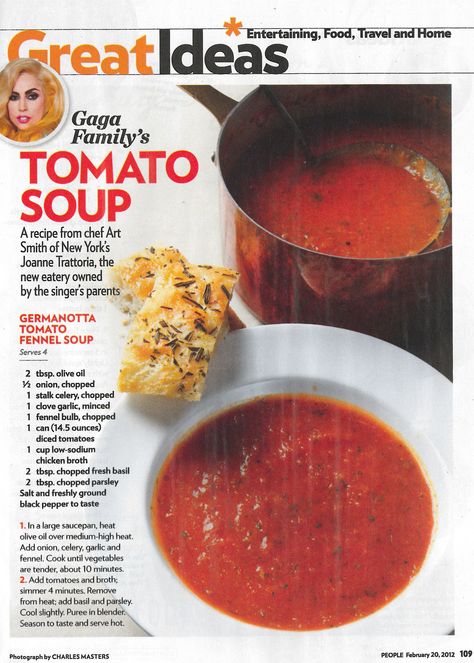 Great Ideas
Entertaining, Food, Travel and Home
Gaga
Family's
TOMATO
SOUP
A recipe from chef Art
Smith of New York's
Joanne Trattoria, the
new eatery owned
by the singer's parents
GERMANOTTA
TOMATO
FENNEL SOUP
Serves 4
2 tbsp. olive oil
½ onion, chopped
1 stalk celery, chopped
1 clove garlic, minced
1 fennel bulb, chopped
1 can (14.5 ounces)
diced tomatoes
1 cup low-sodium
chicken broth
2 tbsp. chopped fresh basil
2 tbsp. chopped parsley
Salt and freshly ground
black pepper to taste
1. In a large saucepan, heat
olive oil over medium-high heat.
Add onion, celery, garlic and
fennel. Cook until vegetables
are tender, about 10 minutes.
2. Add tomatoes and broth;
simmer 4 minutes. Remove
from heat; add basil and parsley.
Cool slightly. Puree in blender.
Season to taste and serve hot.
Photograph by CHARLES MASTERS
PEOPLE February 20, 2012 109